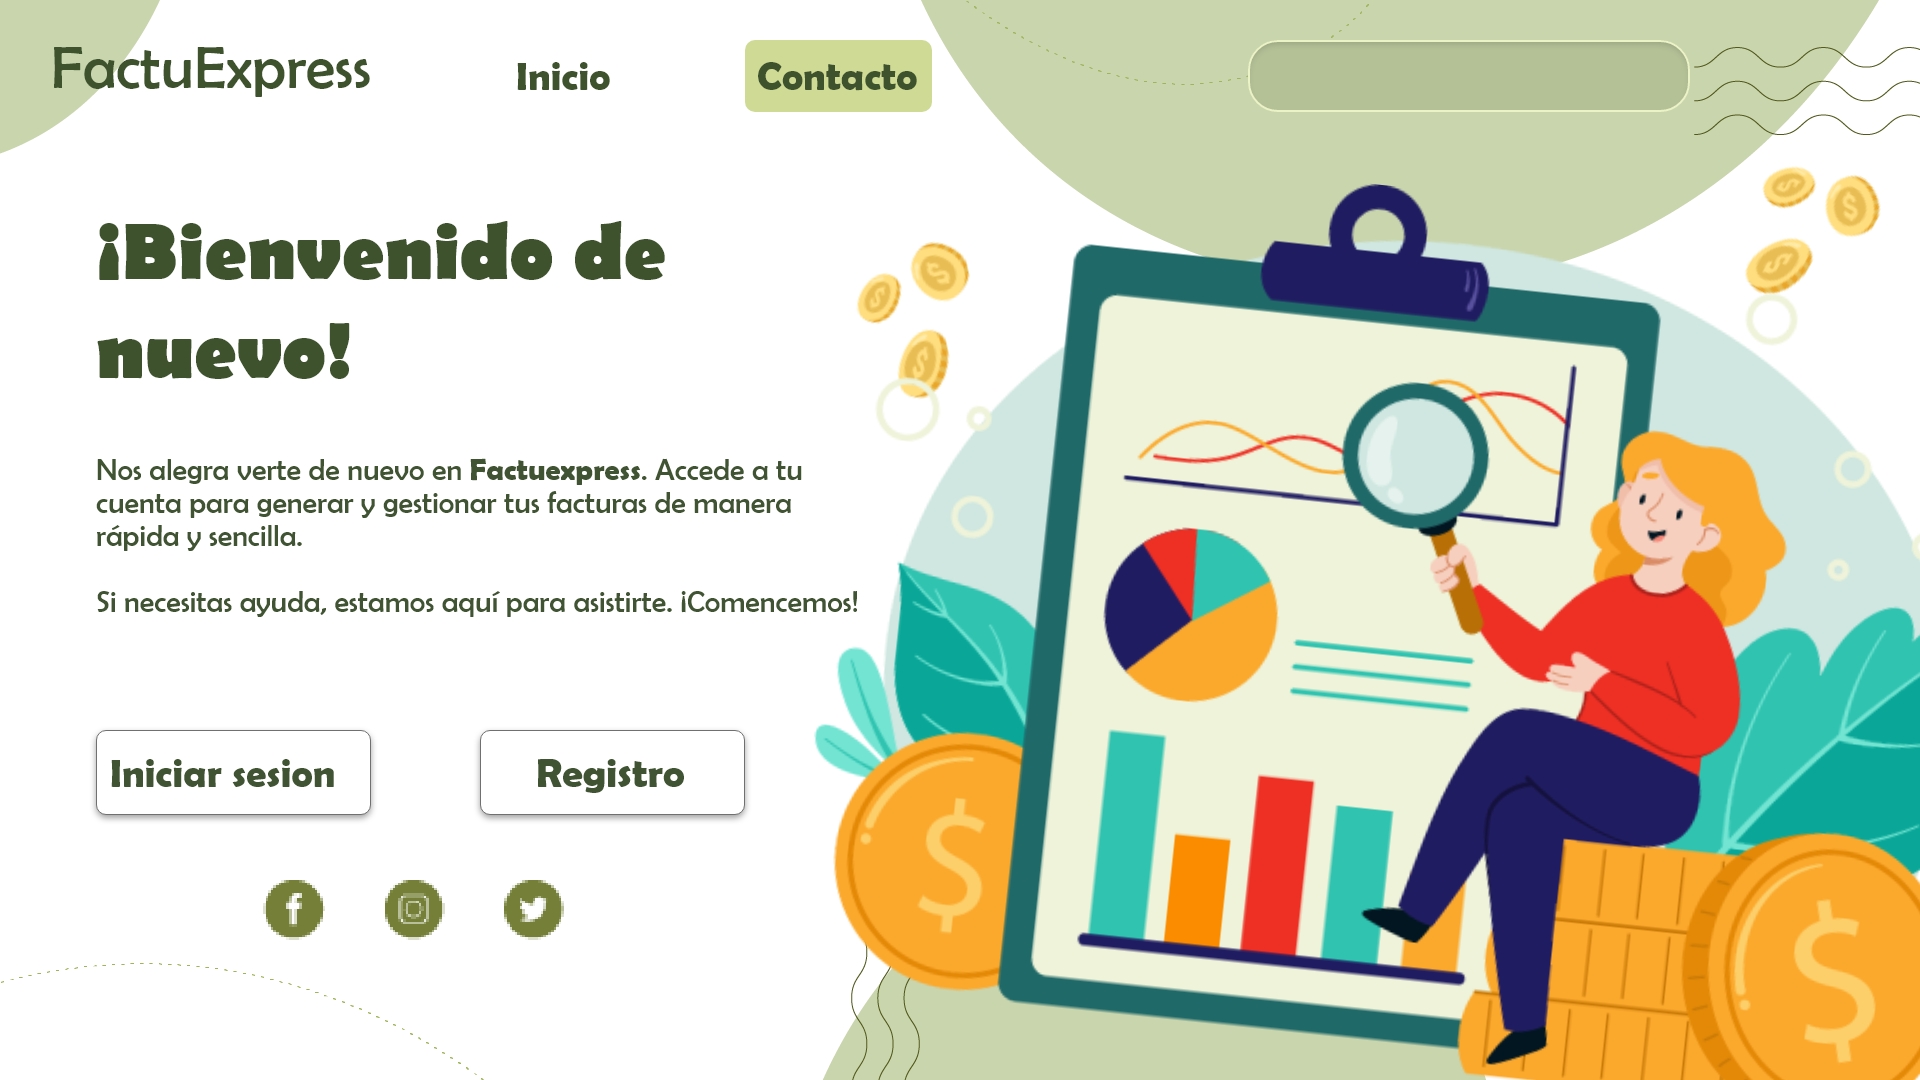 FactuExpress
Inicio
Contacto
¡Bienvenido de
nuevo!
Nos alegra verte de nuevo en Factuexpress. Accede a tu
cuenta para generar y gestionar tus facturas de manera
rápida y sencilla.
Si necesitas ayuda, estamos aquí para asistirte. ¡Comencemos!
Iniciar sesion
Registro